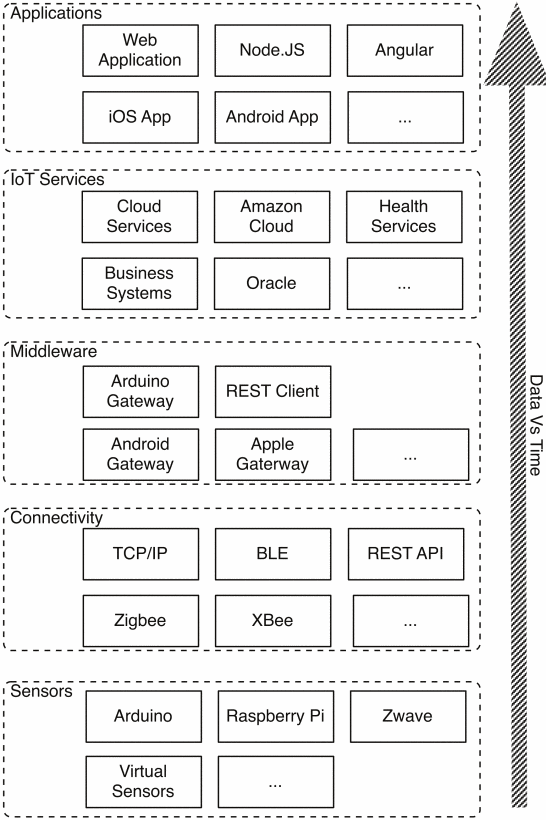 Applications
Web
Application
Node.JS
Angular
iOS App
Android App
...
IoT Services
Cloud
Services
Amazon
Cloud
Health
Services
Business
Systems
Oracle
...
Middleware
Arduino
Gateway
REST Client
Android
Gateway
Apple
Gaterway
...
Connectivity
TCP/IP
BLE
REST API
Zigbee
XBee
...
Sensors
Arduino
Raspberry Pi
Zwave
Virtual
Sensors
...
Data Vs Time